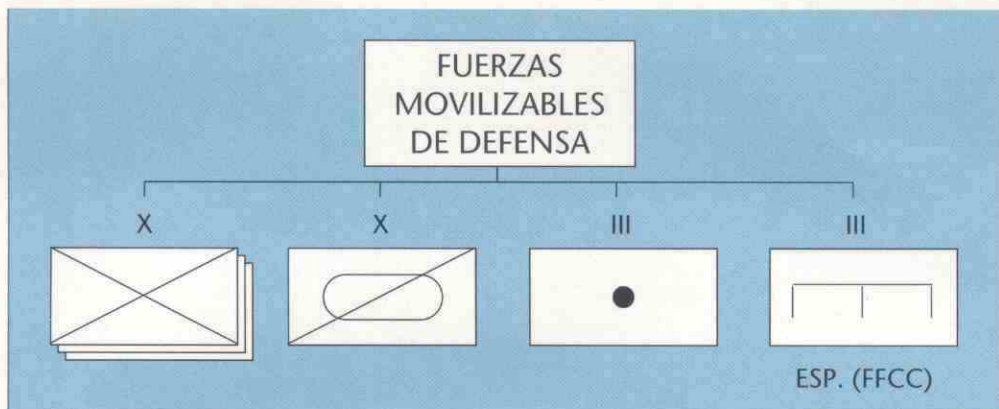 FUERZAS
MOVILIZABLES
DE DEFENSA
X X III III
ESP. (FFCC)